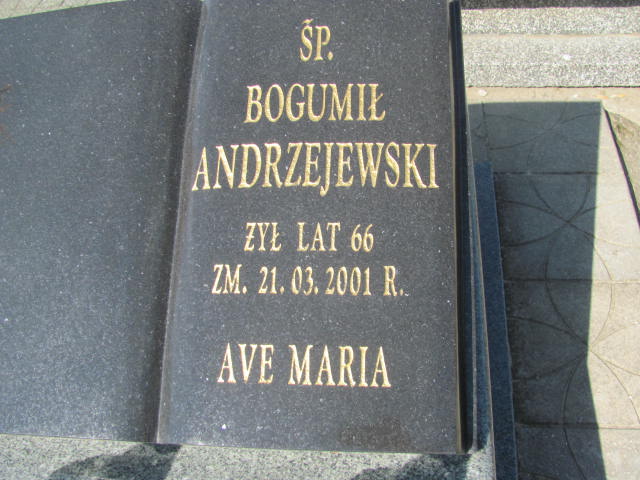 ŚP.
BOGUMIŁ
ANDRZEJEWSKI
ŻYŁ LAT 66
ZM. 21.03.2001 R.
AVE MARIA